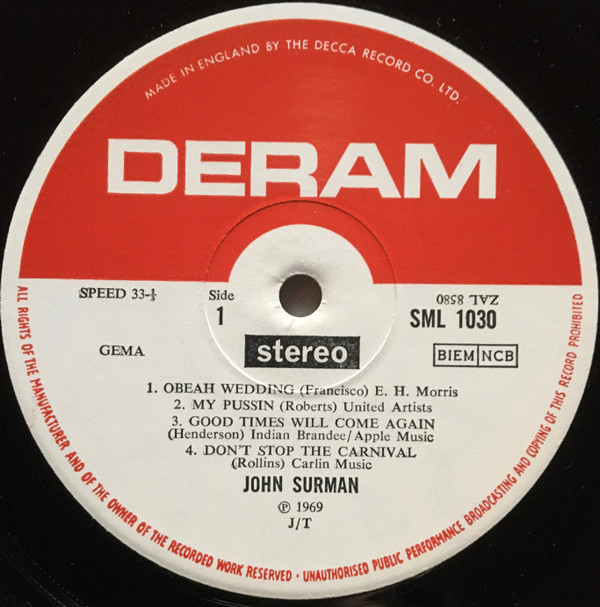 MADE IN ENGLAND BY THE DECCA RECORD CO. LTD.
DERAM
SPEED 33-⅓
Side
1
ZAL 8580
SML 1030
GEMA
stereo
BIEM NCB
1. OBEAH WEDDING (Francisco) E. H. Morris
2. MY PUSSIN (Roberts) United Artists
3. GOOD TIMES WILL COME AGAIN
(Henderson) Indian Brandee/Apple Music
4. DON'T STOP THE CARNIVAL
(Rollins) Carlin Music
JOHN SURMAN
℗ 1969
J/T
ALL RIGHTS OF THE MANUFACTURER AND OF THE OWNER OF THE RECORDED WORK RESERVED · UNAUTHORISED PUBLIC PERFORMANCE BROADCASTING AND COPYING OF THIS RECORD PROHIBITED